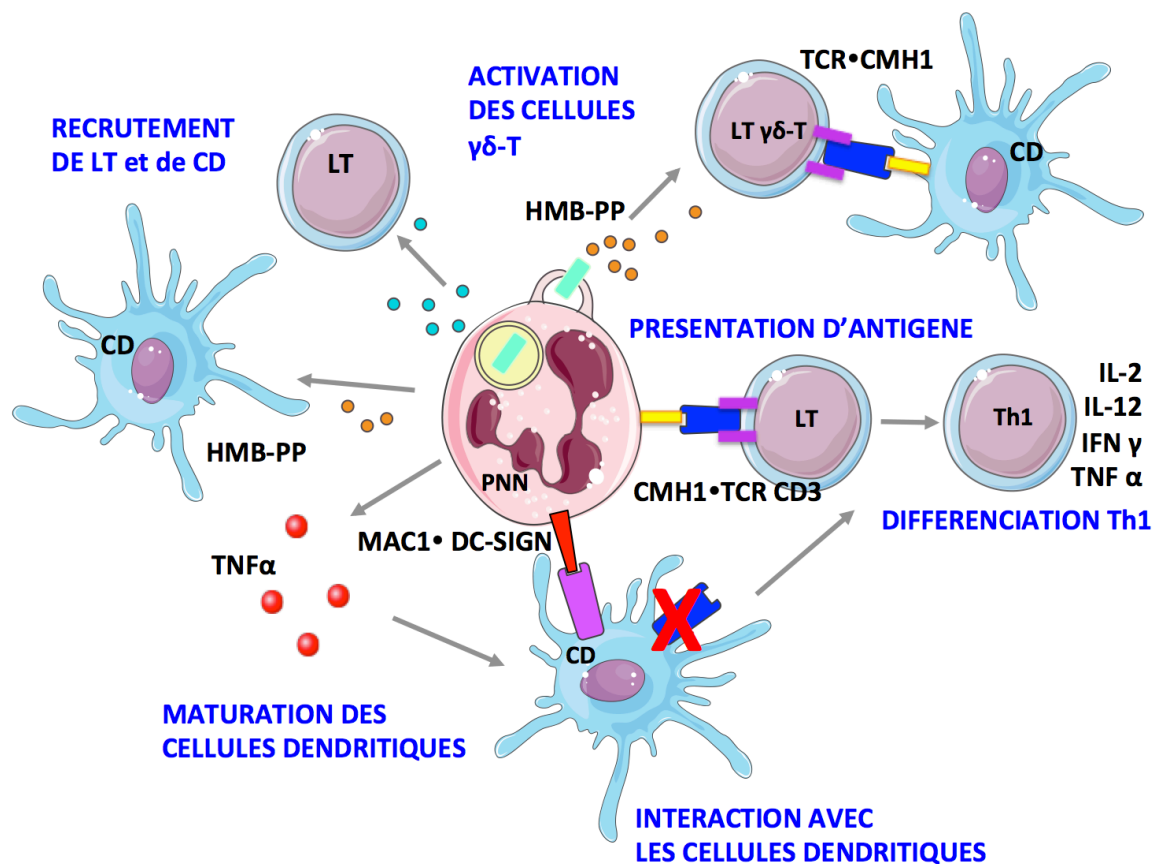 RECRUTEMENT
DE LT et de CD
LT
ACTIVATION
DES CELLULES
γδ-T
TCR•CMH1
LT γδ-T
CD
HMB-PP
CD
HMB-PP
PRESENTATION D'ANTIGENE
PNN
LT
CMH1•TCR CD3
Th1
IL-2
IL-12
IFN γ
TNF α
DIFFERENCIATION Th1
MAC1• DC-SIGN
TNFα
CD
X
MATURATION DES
CELLULES DENDRITIQUES
INTERACTION AVEC
LES CELLULES DENDRITIQUES